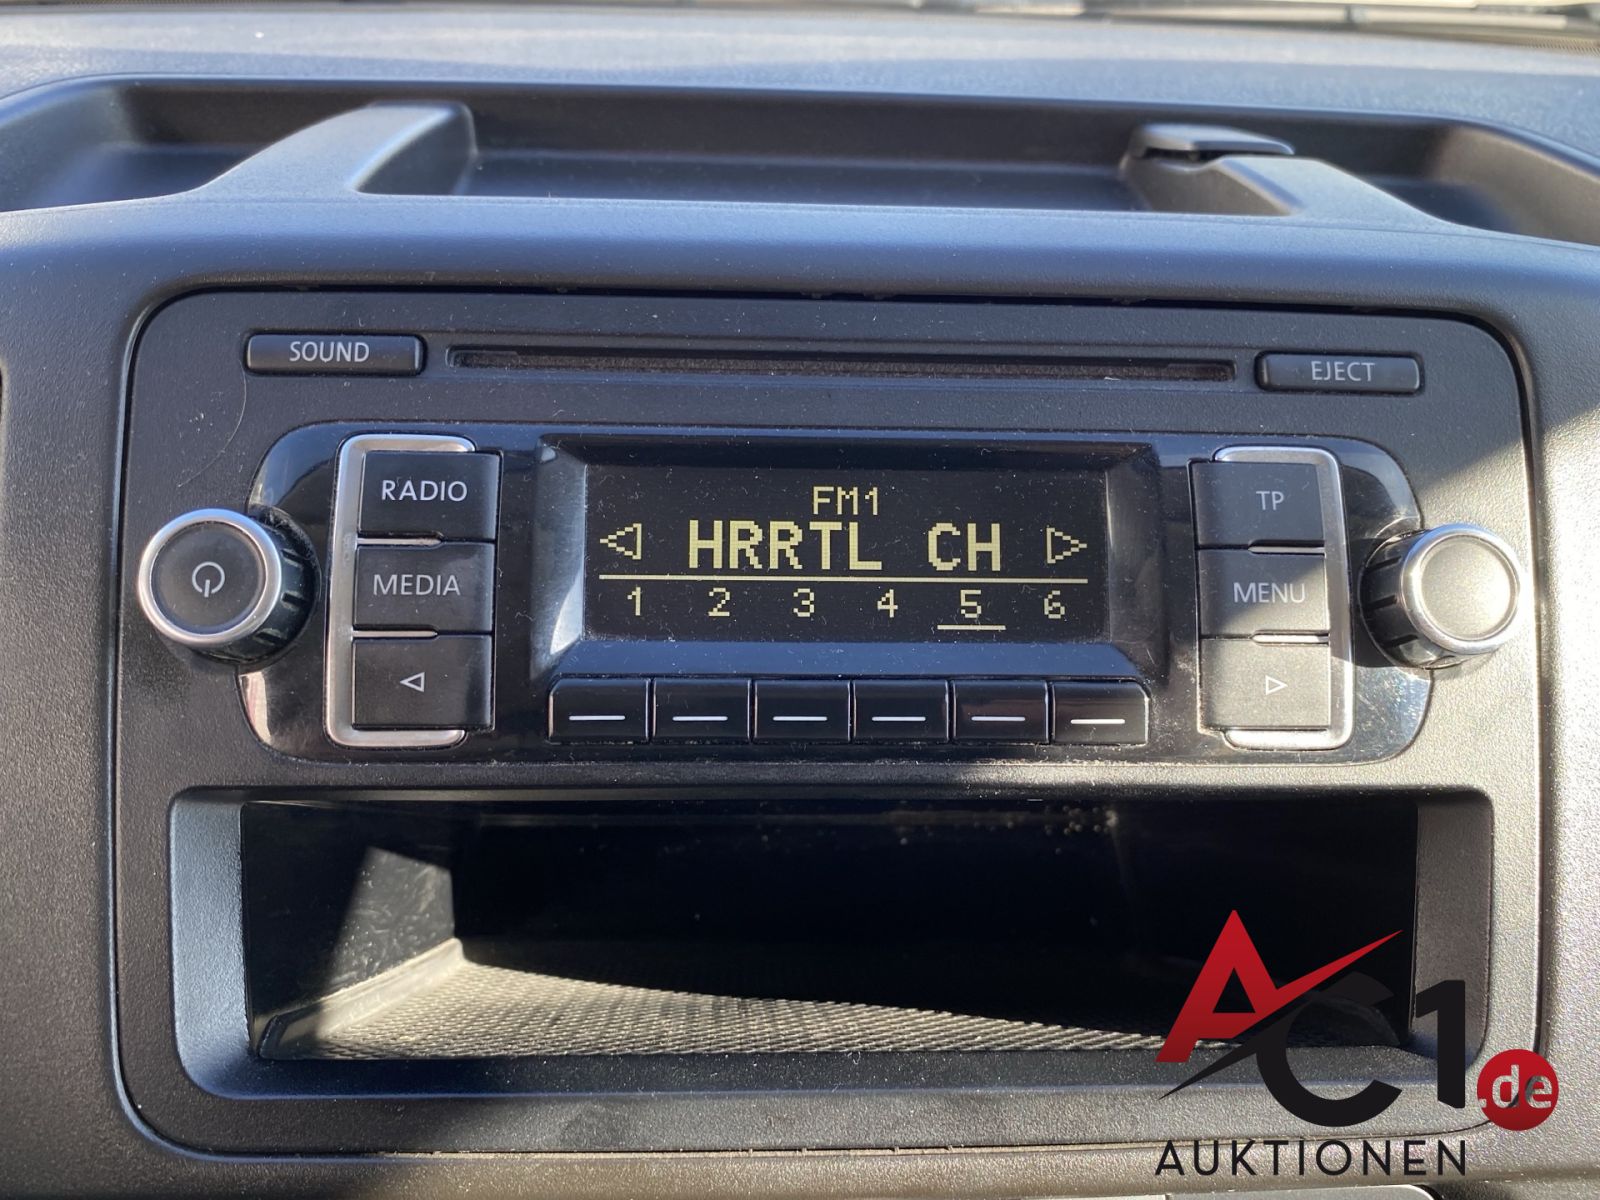 SOUND
EJECT
RADIO
MEDIA
FM1
HRRTL CH
1 2 3 4 5 6
TP
MENU
AC1.de
AUKTIONEN